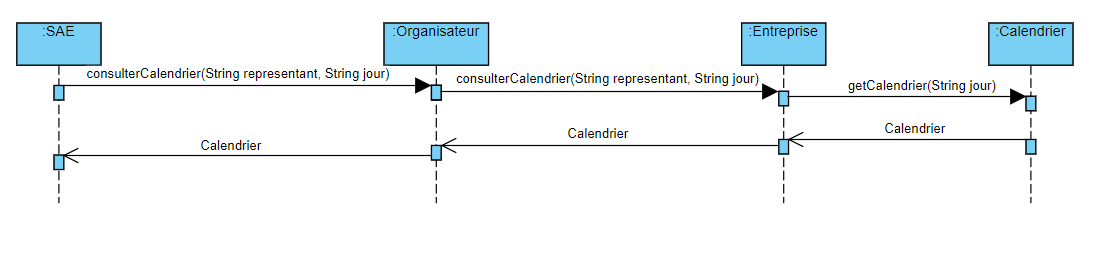 :SAE
:Organisateur
:Entreprise
:Calendrier
consulterCalendrier(String representant, String jour)
consulterCalendrier(String representant, String jour)
getCalendrier(String jour)
Calendrier
Calendrier
Calendrier